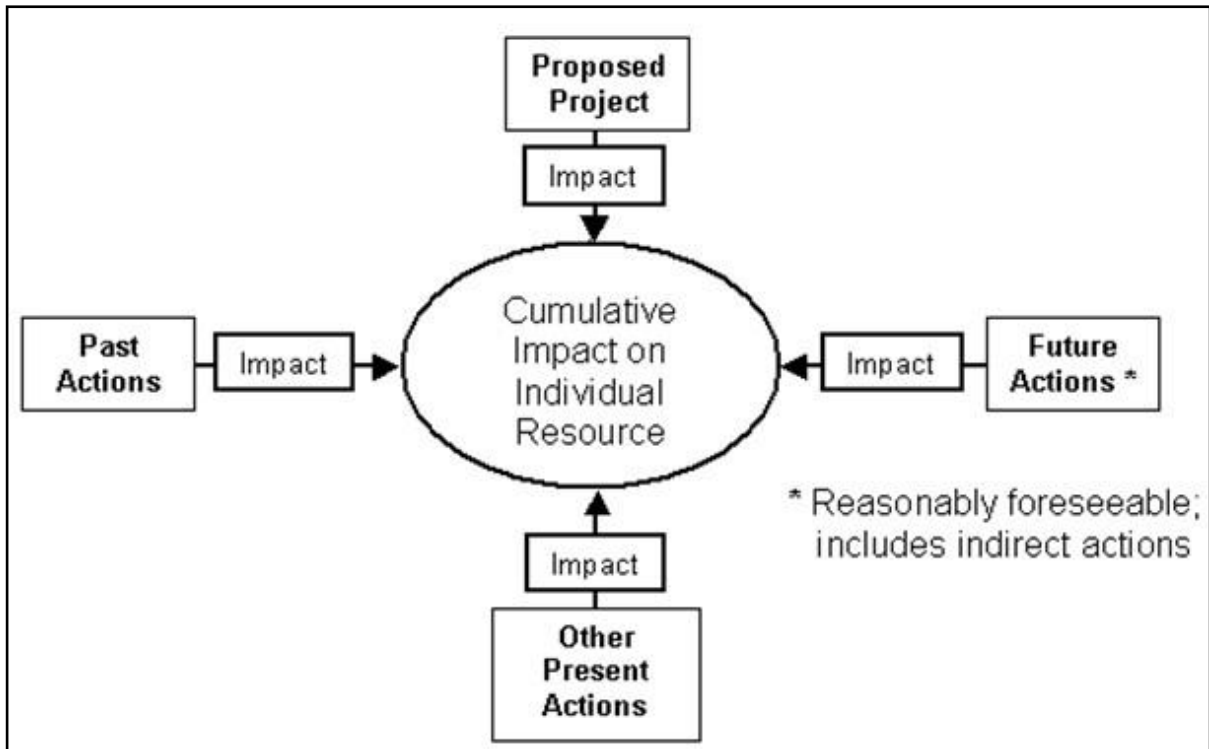 Proposed
Project
Impact
Cumulative
Impact on
Individual
Resource
Past
Actions
Impact
Impact
Future
Actions *
* Reasonably foreseeable;
includes indirect actions
Impact
Other
Present
Actions